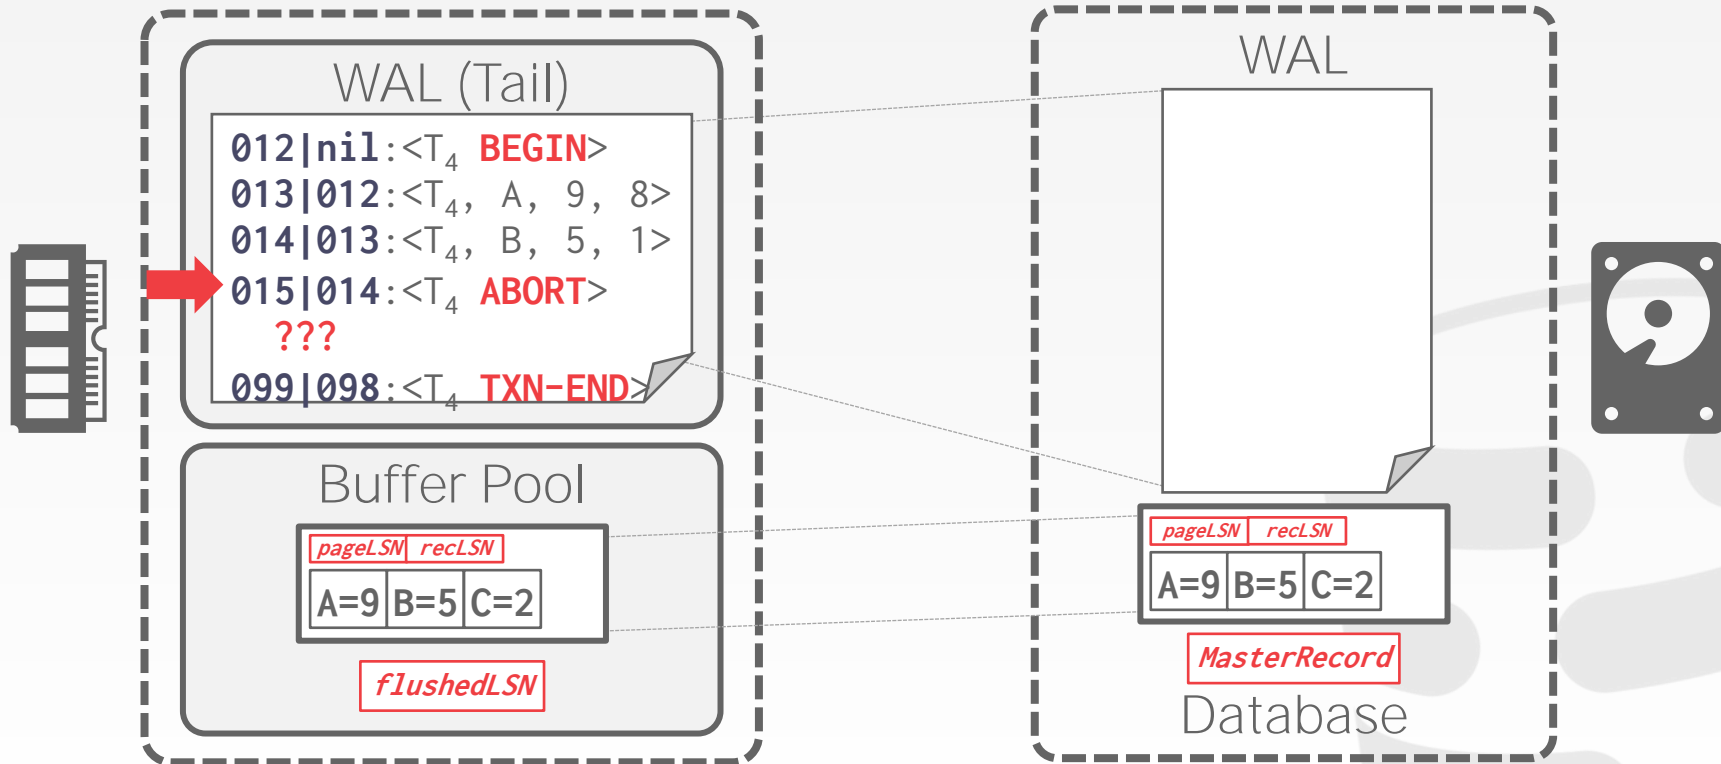 WAL (Tail)
012|nil:<T4 BEGIN>
013|012:<T4, A, 9, 8>
014|013:<T4, B, 5, 1>
015|014:<T4 ABORT>
???
099|098:<T4 TXN-END>
Buffer Pool
pageLSN recLSN
A=9 B=5 C=2
flushedLSN
WAL
pageLSN recLSN
A=9 B=5 C=2
MasterRecord
Database